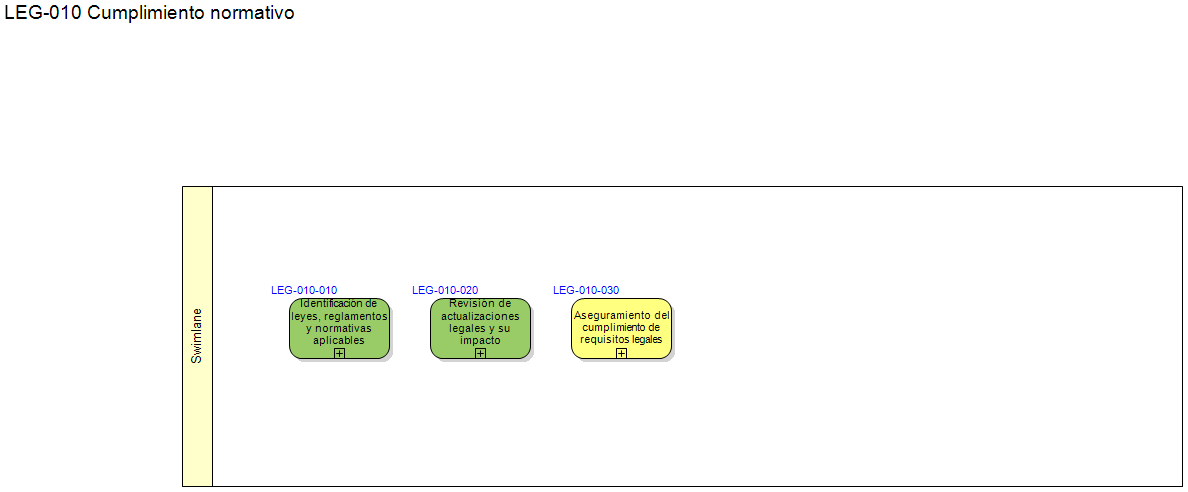 LEG-010 Cumplimiento normativo
Swimlane
LEG-010-010
Identificación de
leyes, reglamentos
y normativas
aplicables
LEG-010-020
Revisión de
actualizaciones
legales y su
impacto
LEG-010-030
Aseguramiento del
cumplimiento de
requisitos legales